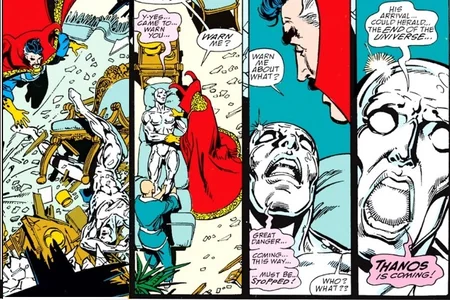 Y-YES...
CAME TO...
WARN
YOU...
WARN
ME?
WARN
ME
ABOUT
WHAT?
GREAT
DANGER...
COMING...
THIS WAY...
...MUST BE
STOPPED!
WHO?
WHAT??
HIS
ARRIVAL...
COULD HERALD...
THE END OF
THE
UNIVERSE...
THANOS
IS COMING!